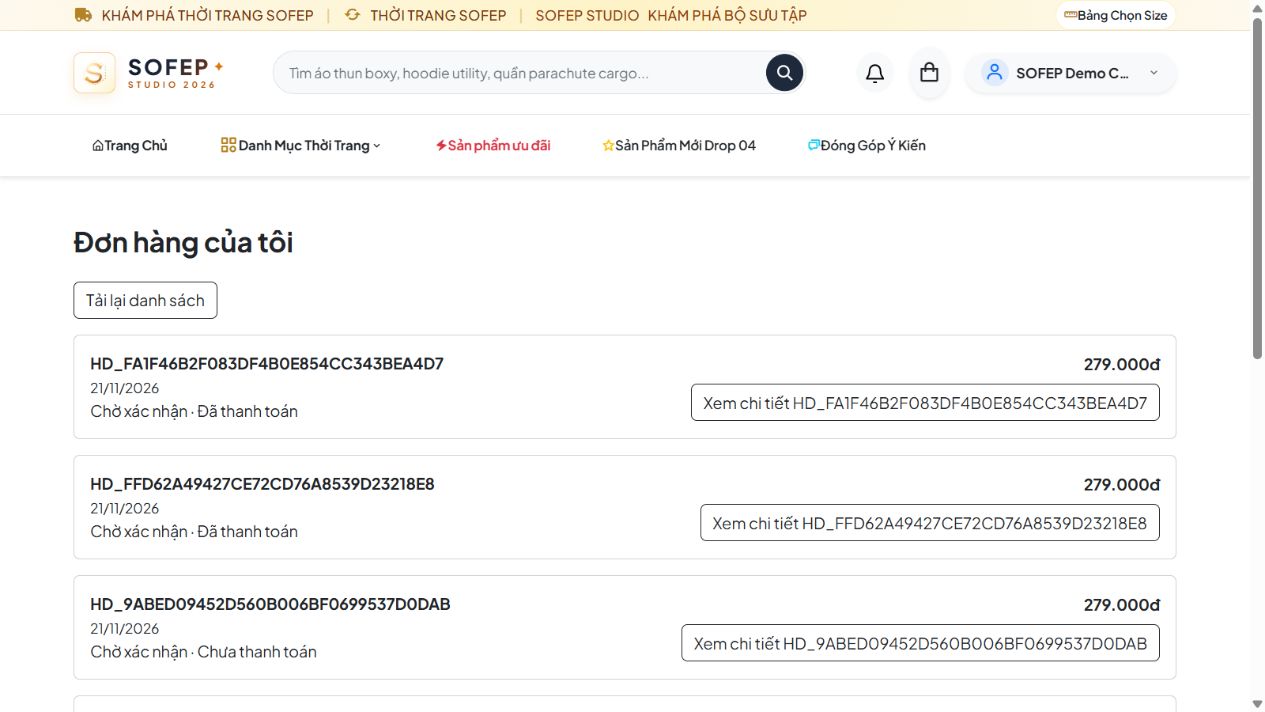 KHÁM PHÁ THỜI TRANG SOFEP | THỜI TRANG SOFEP | SOFEP STUDIO KHÁM PHÁ BỘ SƯU TẬP
Bảng Chọn Size
S
SOFEP
STUDIO 2026
Tìm áo thun boxy, hoodie utility, quần parachute cargo...
SOFEP Demo C...
Trang Chủ
Danh Mục Thời Trang
Sản phẩm ưu đãi
Sản Phẩm Mới Drop 04
Đóng Góp Ý Kiến
Đơn hàng của tôi
Tải lại danh sách
HD_FA1F46B2F083DF4B0E854CC343BEA4D7
279.000đ
21/11/2026
Chờ xác nhận · Đã thanh toán
Xem chi tiết HD_FA1F46B2F083DF4B0E854CC343BEA4D7
HD_FFD62A49427CE72CD76A8539D23218E8
279.000đ
21/11/2026
Chờ xác nhận · Đã thanh toán
Xem chi tiết HD_FFD62A49427CE72CD76A8539D23218E8
HD_9ABED09452D560B006BF0699537D0DAB
279.000đ
21/11/2026
Chờ xác nhận · Chưa thanh toán
Xem chi tiết HD_9ABED09452D560B006BF0699537D0DAB